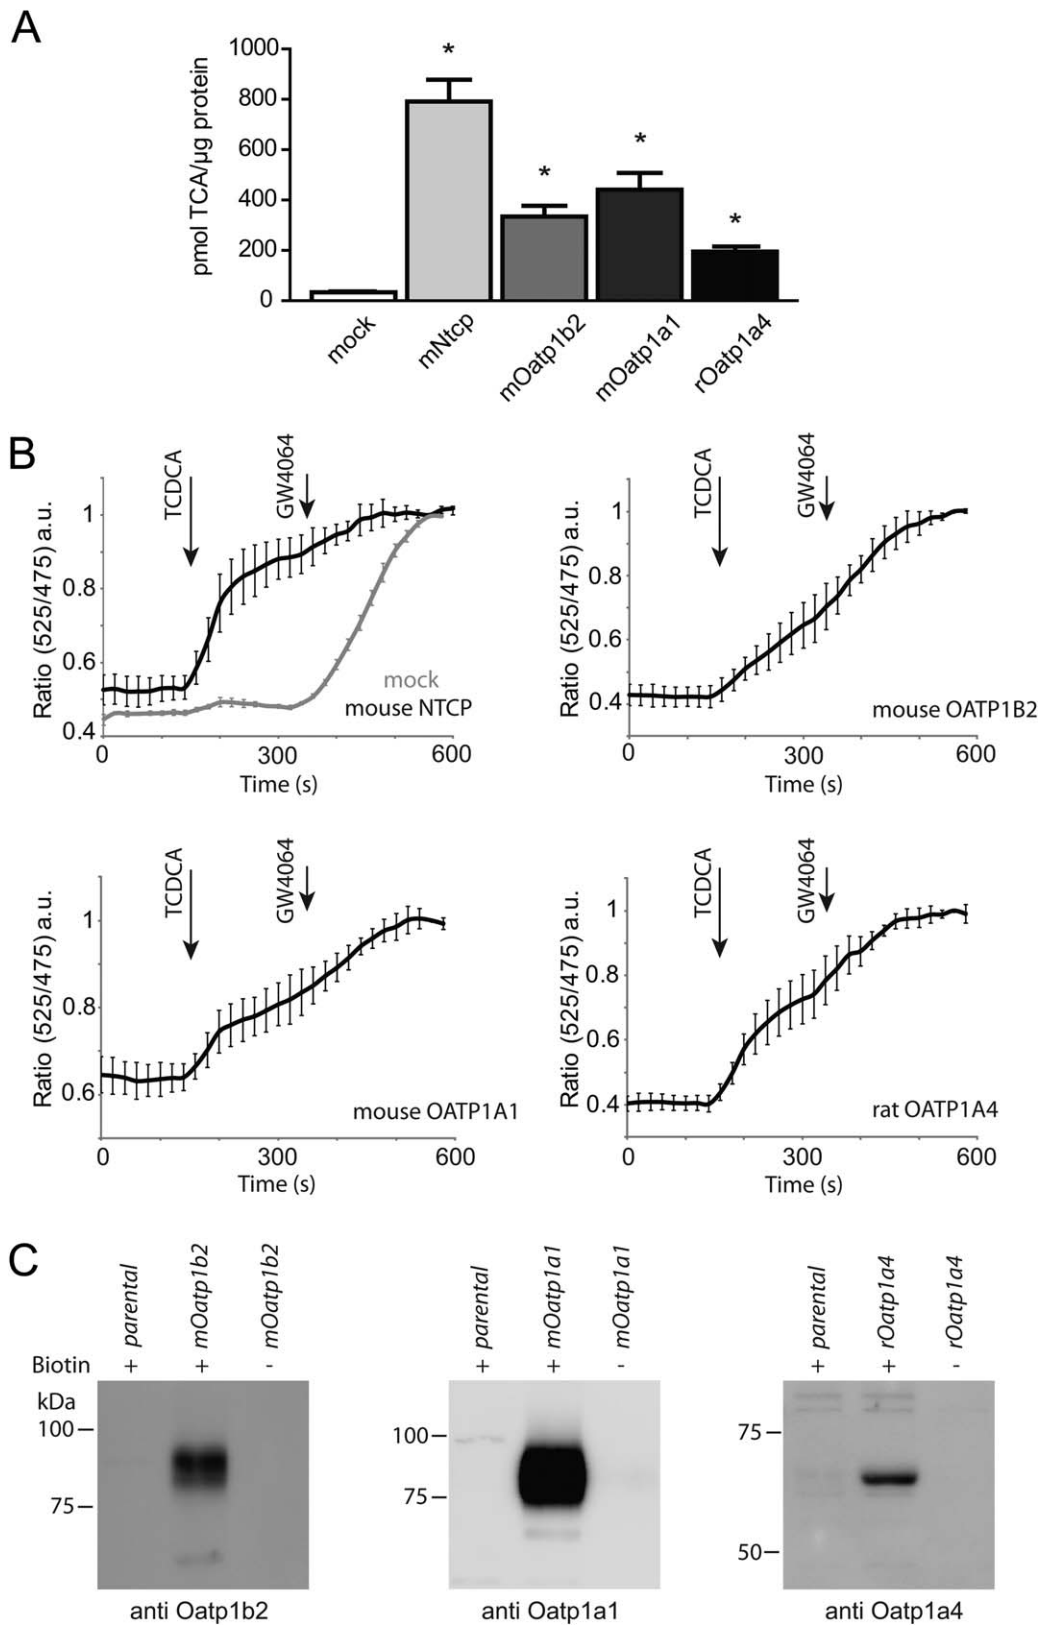 A
pmol TCA/µg protein
1000
800
600
400
200
0
*
*
*
*
mock
mNtcp
mOatp1b2
mOatp1a1
rOatp1a4
B
TCDCA
GW4064
Ratio (525/475) a.u.
1
0.8
0.6
0.4
mock
mouse NTCP
0
300
600
Time (s)
TCDCA
GW4064
Ratio (525/475) a.u.
1
0.8
0.6
0.4
mouse OATP1B2
0
300
600
Time (s)
TCDCA
GW4064
Ratio (525/475) a.u.
1
0.8
0.6
mouse OATP1A1
0
300
600
Time (s)
TCDCA
GW4064
Ratio (525/475) a.u.
1
0.8
0.6
0.4
rat OATP1A4
0
300
600
Time (s)
C
parental
mOatp1b2
mOatp1b2
Biotin + + -
kDa
100
75
anti Oatp1b2
parental
mOatp1a1
mOatp1a1
+ + -
100
75
anti Oatp1a1
parental
rOatp1a4
rOatp1a4
+ + -
75
50
anti Oatp1a4